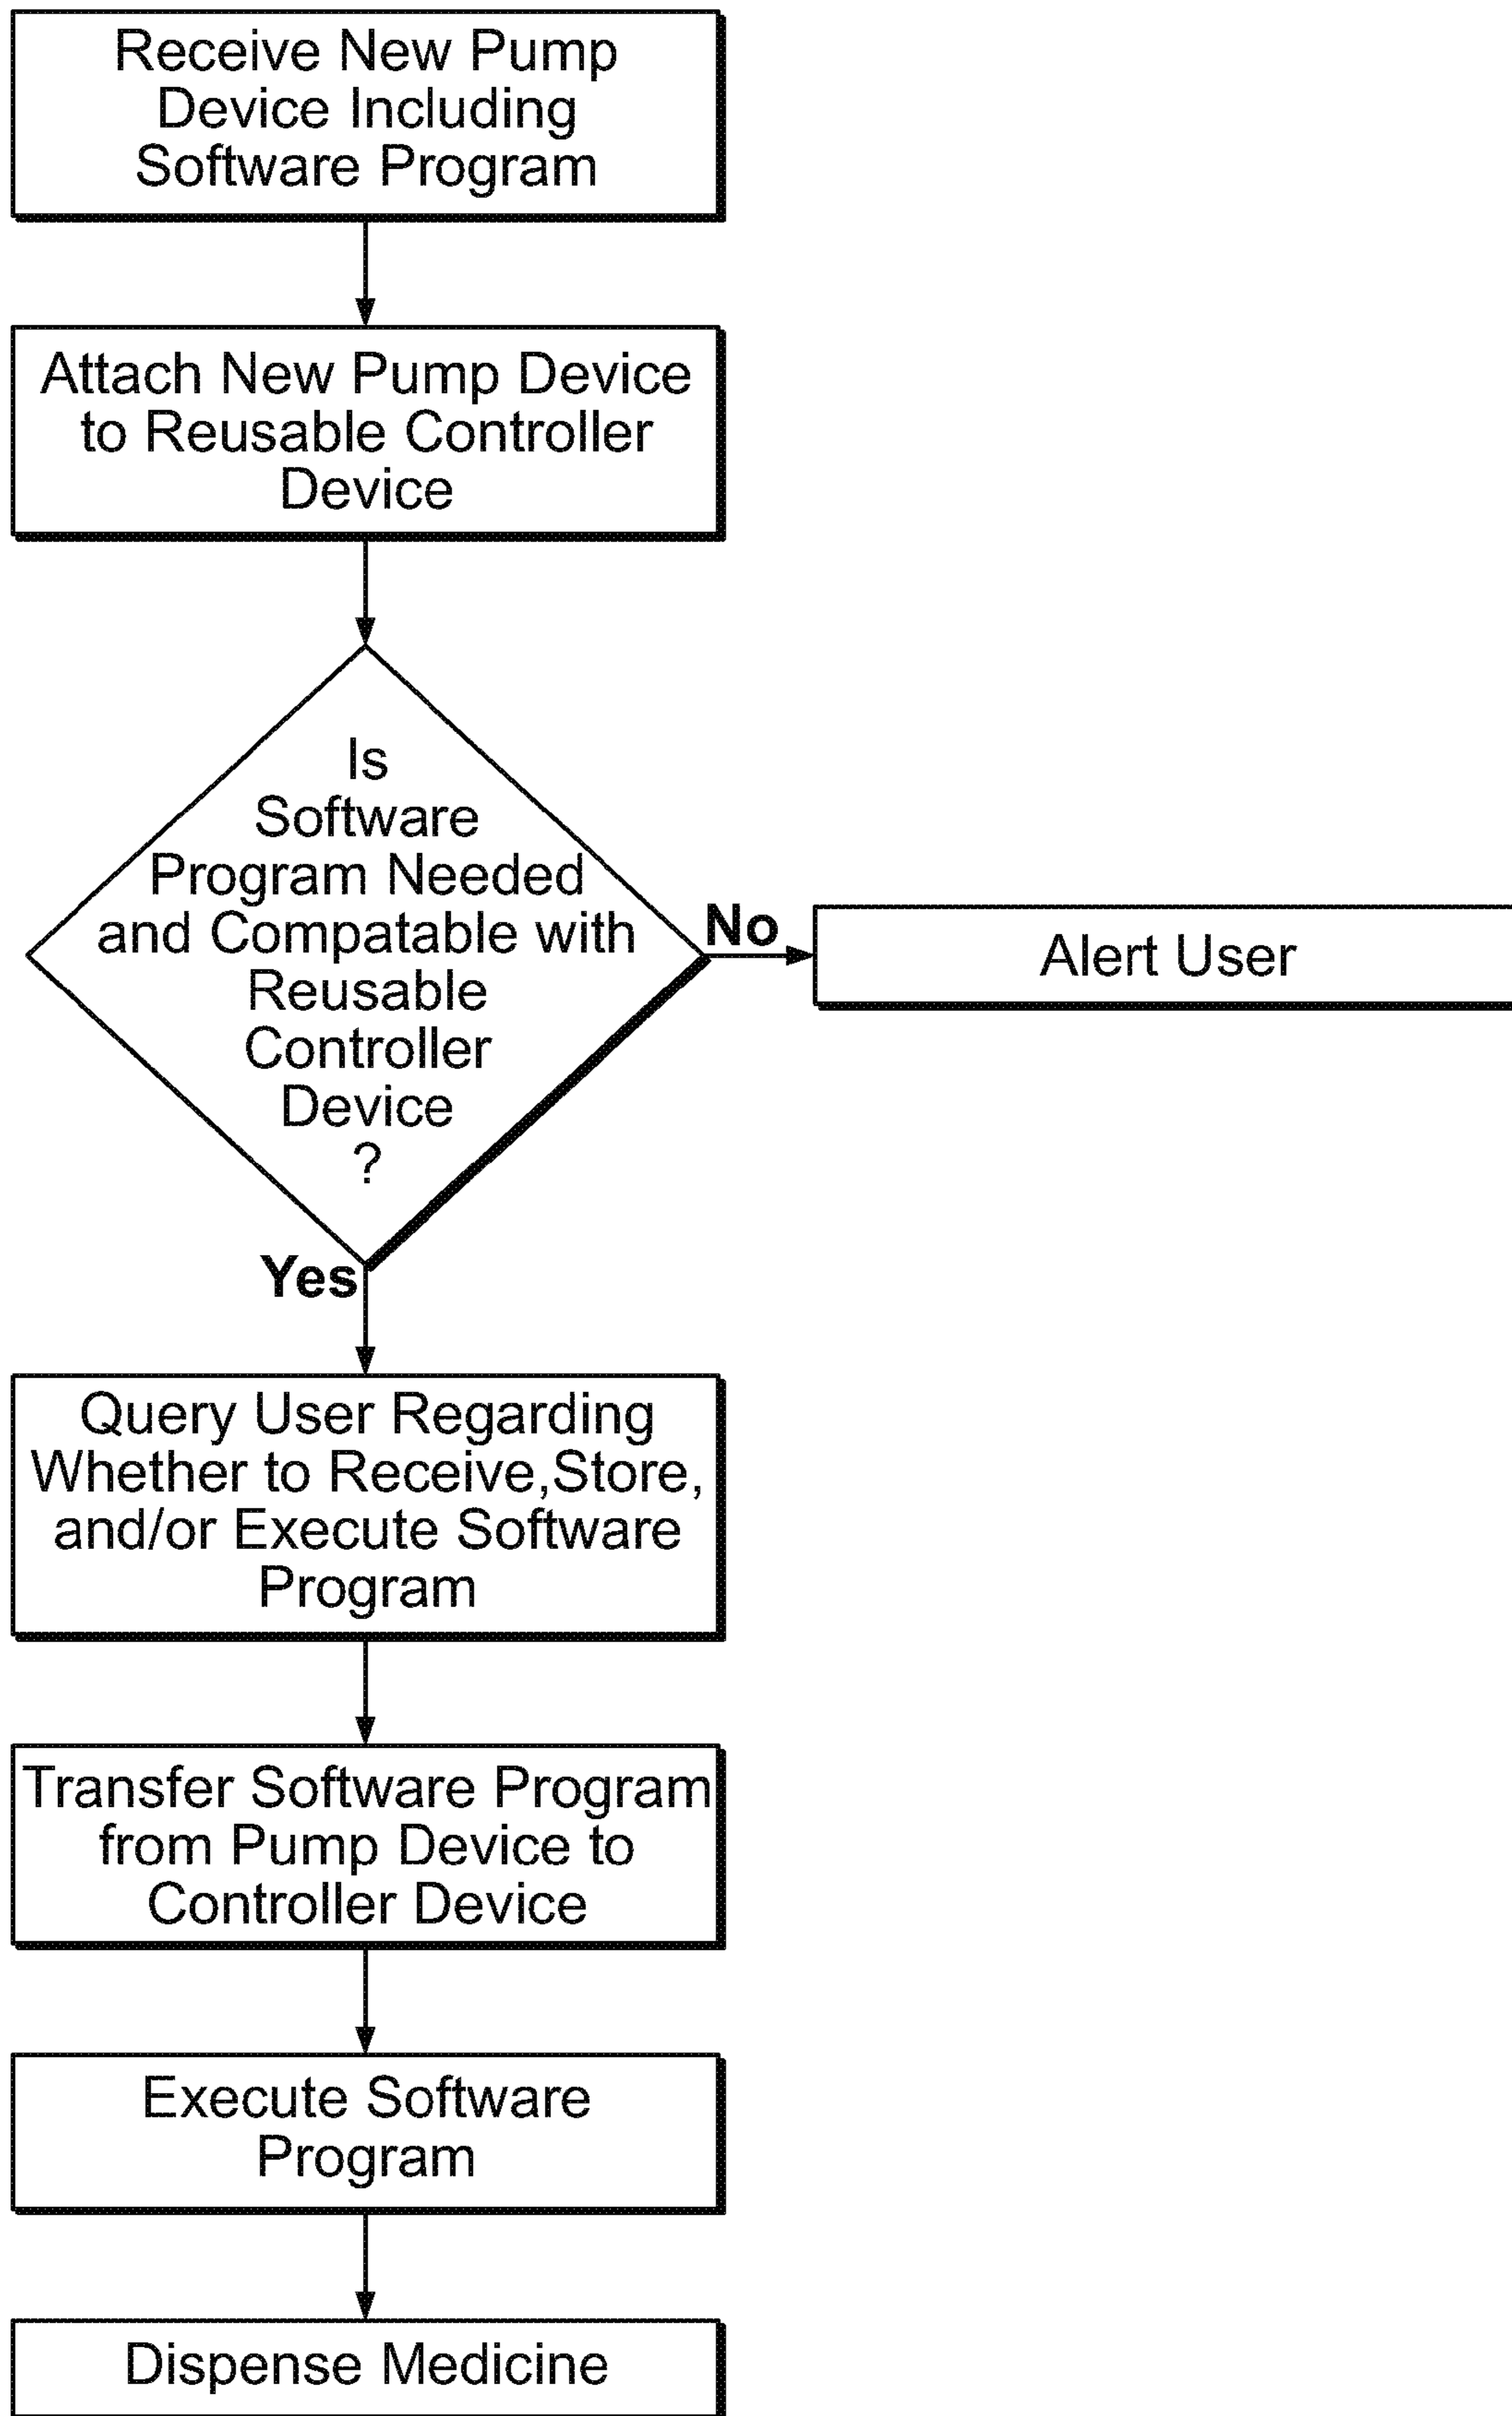 Receive New Pump
Device Including
Software Program
Attach New Pump Device
to Reusable Controller
Device
Is
Software
Program Needed
and Compatable with
Reusable
Controller
Device
?
No
Alert User
Yes
Query User Regarding
Whether to Receive,Store,
and/or Execute Software
Program
Transfer Software Program
from Pump Device to
Controller Device
Execute Software
Program
Dispense Medicine